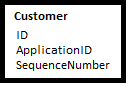 Customer
ID
ApplicationID
SequenceNumber